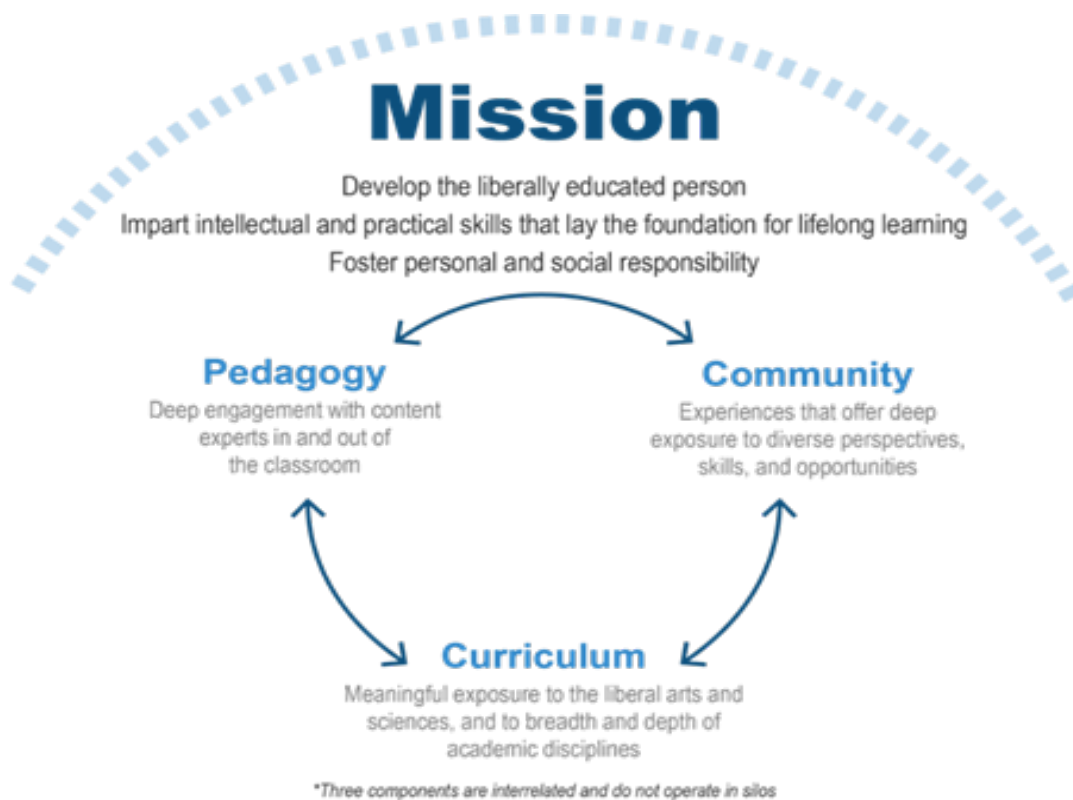 Mission
Develop the liberally educated person
Impart intellectual and practical skills that lay the foundation for lifelong learning
Foster personal and social responsibility
Pedagogy
Deep engagement with content
experts in and out of
the classroom
Community
Experiences that offer deep
exposure to diverse perspectives,
skills, and opportunities
Curriculum
Meaningful exposure to the liberal arts and
sciences, and to breadth and depth of
academic disciplines
*Three components are interrelated and do not operate in silos